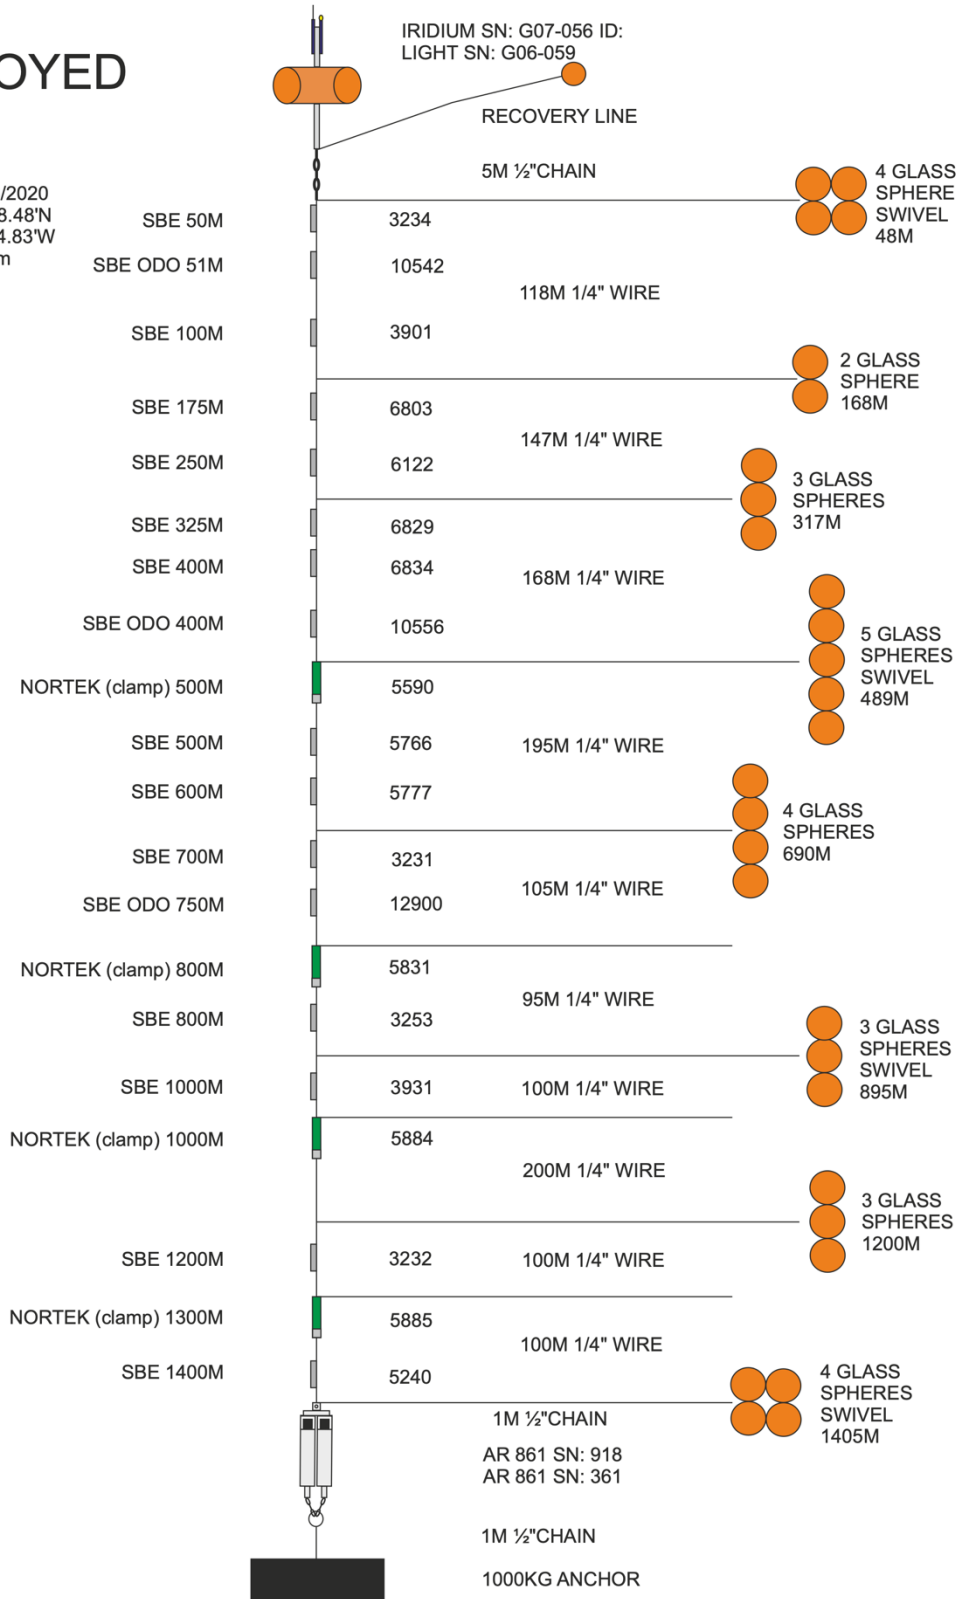 IRIDIUM SN: G07-056 ID:
LIGHT SN: G06-059
OYED
RECOVERY LINE
5M ½"CHAIN
4 GLASS
SPHERE
SWIVEL
48M
/2020
8.48'N
4.83'W
m
SBE 50M 3234
SBE ODO 51M 10542
118M 1/4" WIRE
SBE 100M 3901
2 GLASS
SPHERE
168M
SBE 175M 6803
147M 1/4" WIRE
SBE 250M 6122
3 GLASS
SPHERES
317M
SBE 325M 6829
SBE 400M 6834
168M 1/4" WIRE
SBE ODO 400M 10556
5 GLASS
SPHERES
SWIVEL
489M
NORTEK (clamp) 500M 5590
SBE 500M 5766
195M 1/4" WIRE
SBE 600M 5777
4 GLASS
SPHERES
690M
SBE 700M 3231
105M 1/4" WIRE
SBE ODO 750M 12900
NORTEK (clamp) 800M 5831
95M 1/4" WIRE
SBE 800M 3253
3 GLASS
SPHERES
SWIVEL
895M
SBE 1000M 3931
100M 1/4" WIRE
NORTEK (clamp) 1000M 5884
200M 1/4" WIRE
3 GLASS
SPHERES
1200M
SBE 1200M 3232
100M 1/4" WIRE
NORTEK (clamp) 1300M 5885
100M 1/4" WIRE
SBE 1400M 5240
4 GLASS
SPHERES
SWIVEL
1405M
1M ½"CHAIN
AR 861 SN: 918
AR 861 SN: 361
1M ½"CHAIN
1000KG ANCHOR